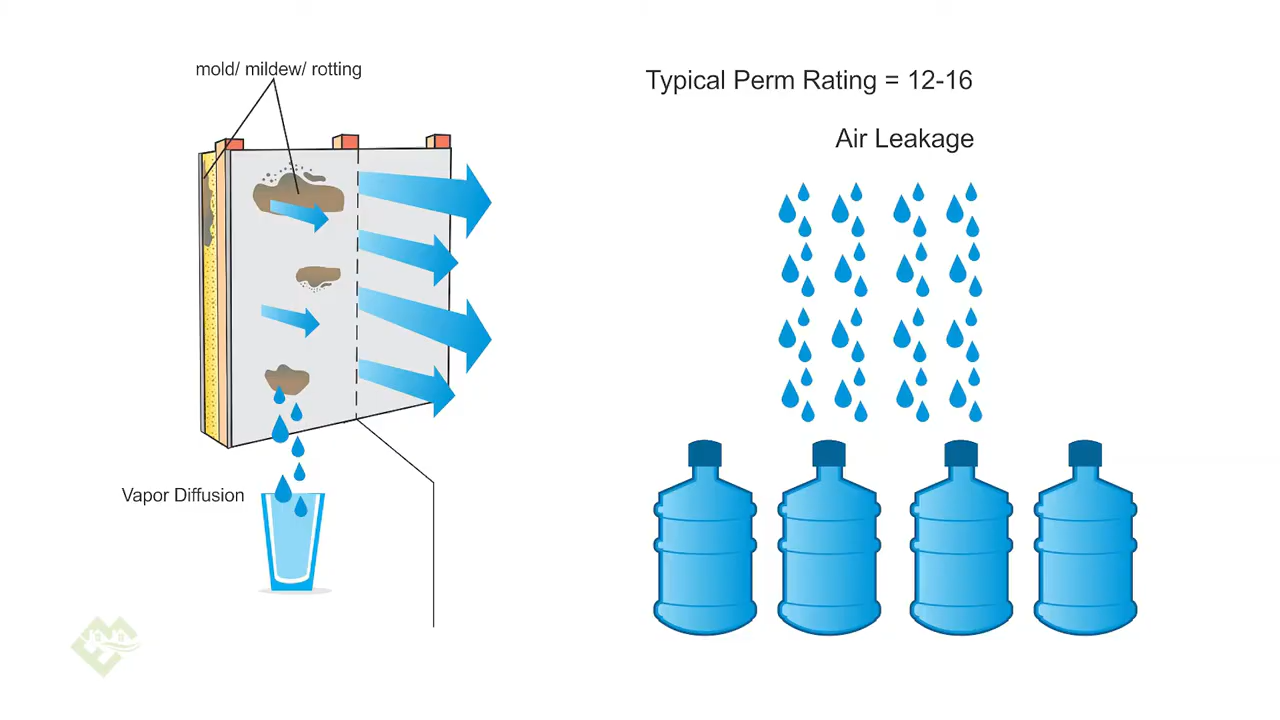 mold/ mildew/ rotting
Typical Perm Rating = 12-16
Air Leakage
Vapor Diffusion